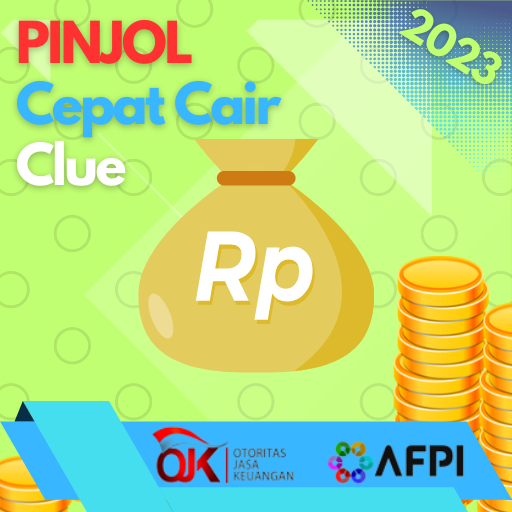 PINJOL
Cepat Cair
Clue
2023
Rp
OJK
OTORITAS
JASA
KEUANGAN
AFPI